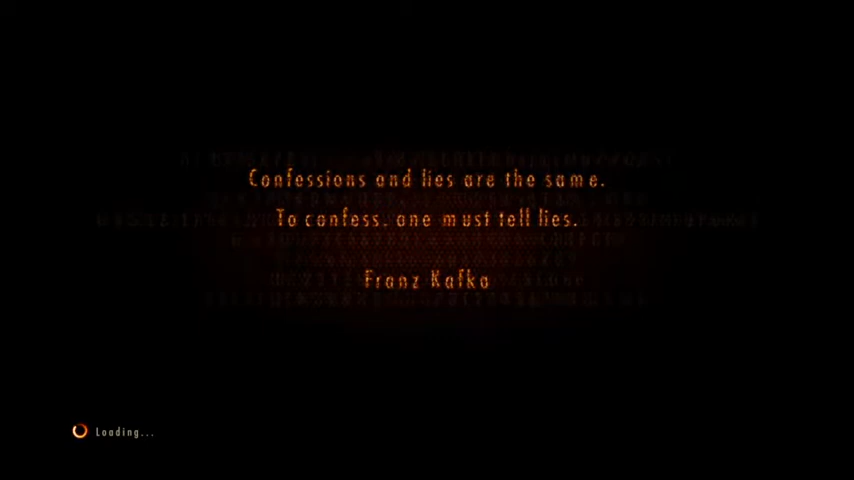 Confessions and lies are the same.
To confess, one must tell lies.
Franz Kafka
Loading...